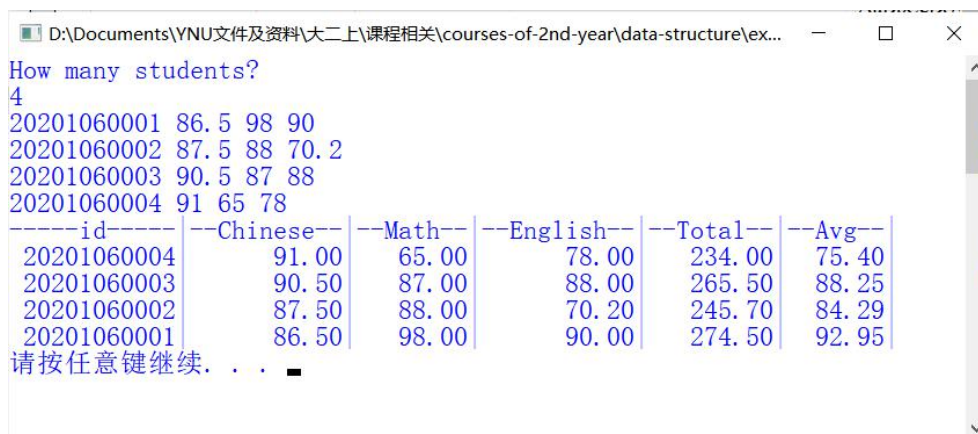 D:\Documents\YNU文件及资料\大二上\课程相关\courses-of-2nd-year\data-structure\ex...
How many students?
4
20201060001 86.5 98 90
20201060002 87.5 88 70.2
20201060003 90.5 87 88
20201060004 91 65 78
-----id-----|--Chinese--|--Math--|--English--|--Total--|--Avg--|
 20201060004|      91.00|   65.00|      78.00|   234.00|  75.40|
 20201060003|      90.50|   87.00|      88.00|   265.50|  88.25|
 20201060002|      87.50|   88.00|      70.20|   245.70|  84.29|
 20201060001|      86.50|   98.00|      90.00|   274.50|  92.95|
请按任意键继续. . .